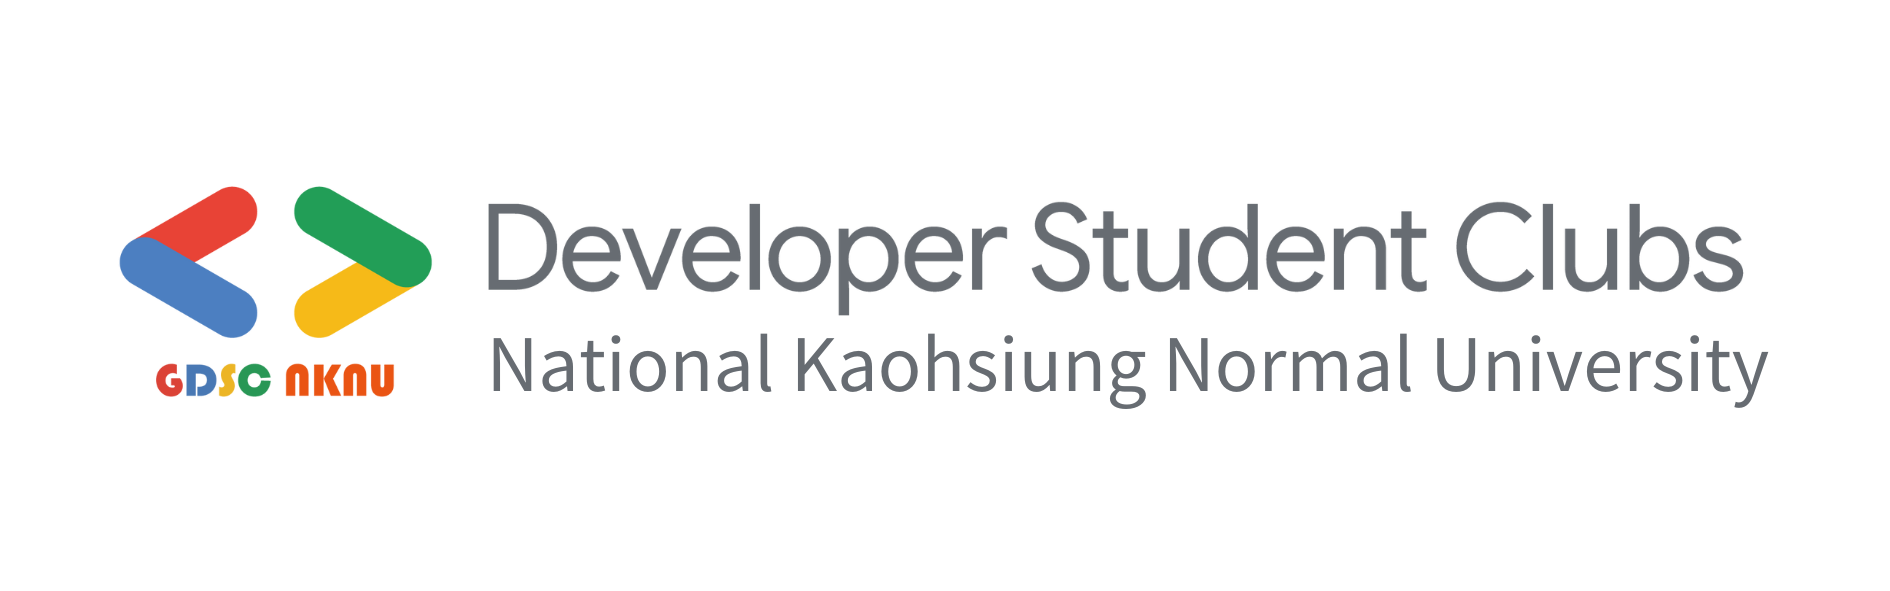 Developer Student Clubs
National Kaohsiung Normal University
GDSC NKNU